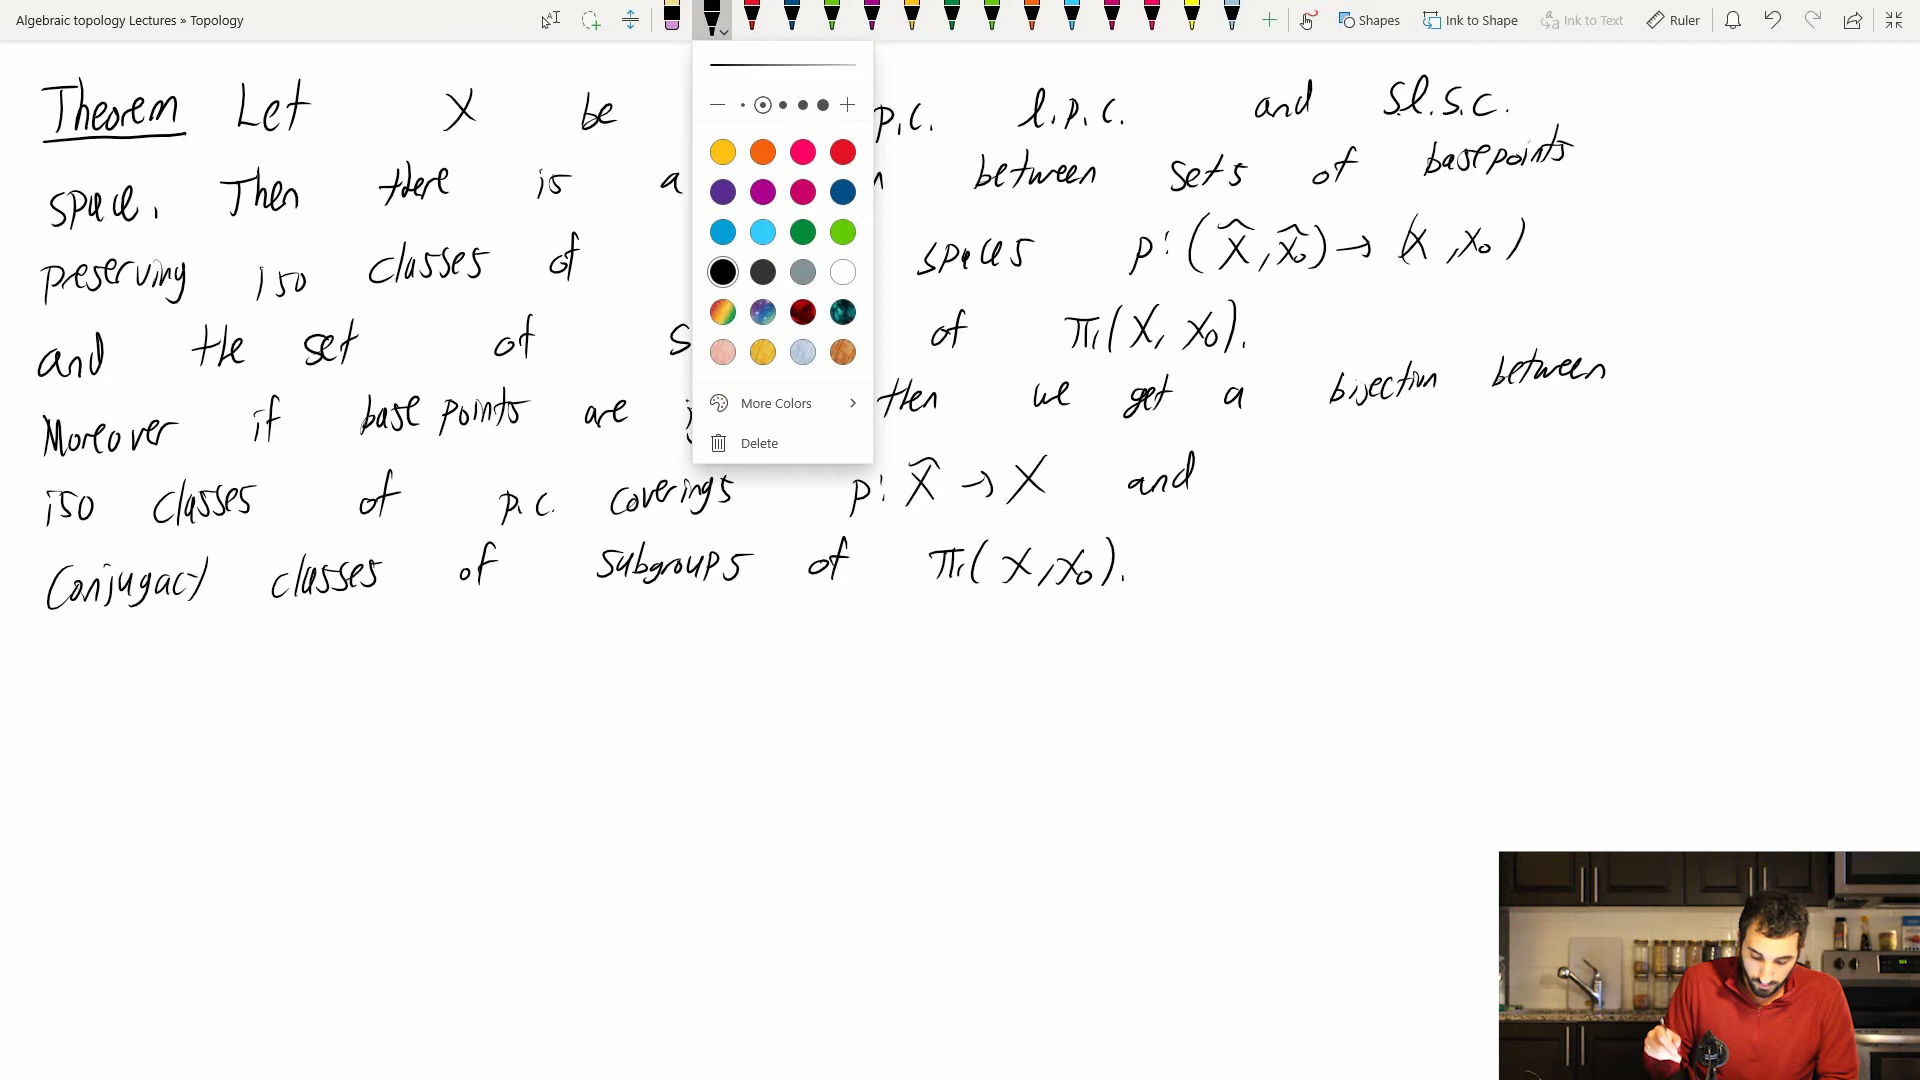 Algebraic topology Lectures » Topology
Shapes
Ink to Shape
Ink to Text
Ruler
Theorem Let X be p.c. l.p.c. and s.l.s.c.
space. Then there is a between sets of basepoints
preserving iso classes of spaces p: (X̃, x̃₀) → (X, x₀)
and the set of of π₁(X, x₀).
Moreover if base points are then we get a bijection between
iso classes of p.c. coverings p: X̃ → X and
Conjugacy classes of subgroups of π₁(X, x₀).
More Colors
Delete